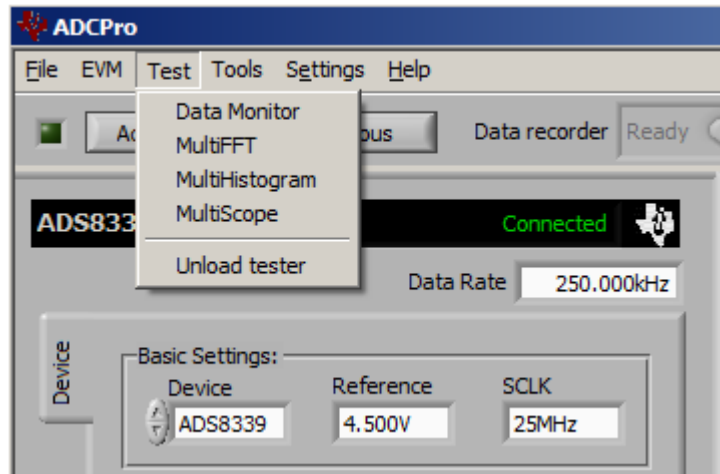 ADCPro
File EVM Test Tools Settings Help
Data Monitor
MultiFFT
MultiHistogram
MultiScope
Unload tester
Data recorder Ready
Connected
Data Rate 250.000kHz
Device
Basic Settings:
Device Reference SCLK
ADS8339 4.500V 25MHz